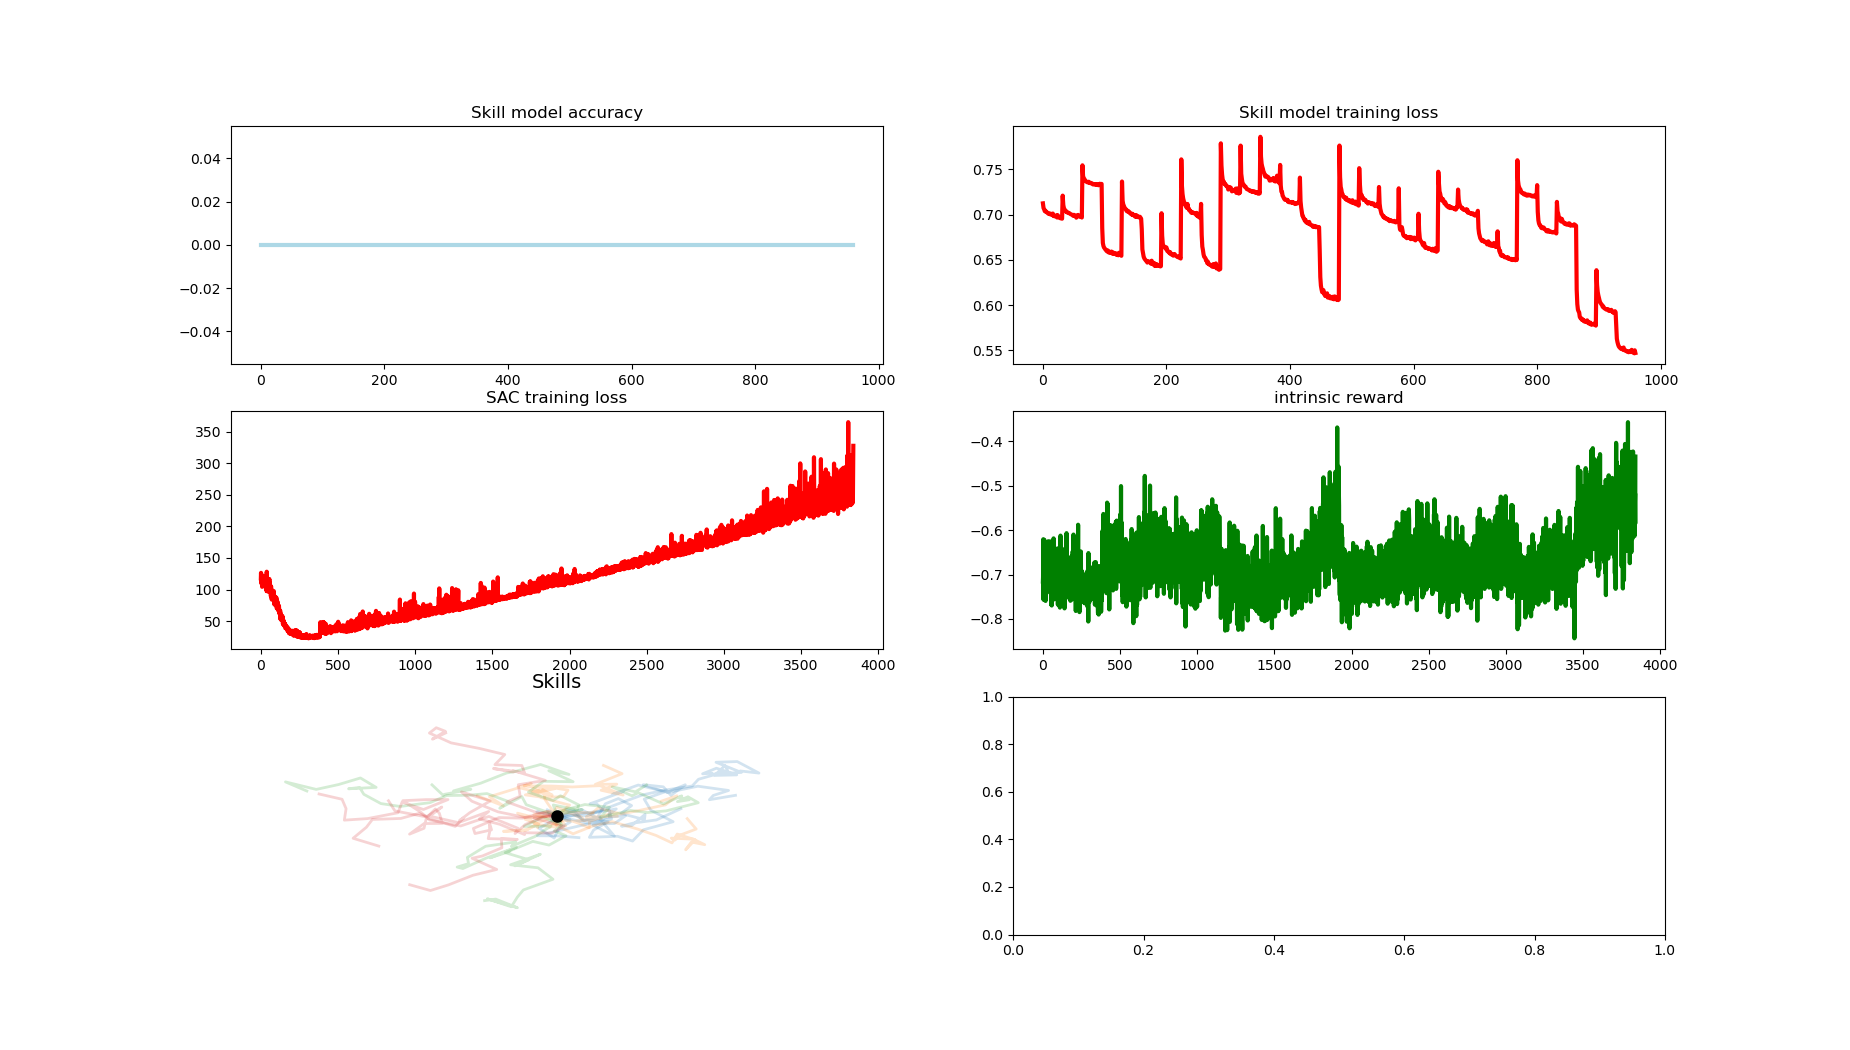 Skill model accuracy
0.04
0.02
0.00
−0.02
−0.04
0 200 400 600 800 1000
Skill model training loss
0.75
0.70
0.65
0.60
0.55
0 200 400 600 800 1000
SAC training loss
350
300
250
200
150
100
50
0 500 1000 1500 2000 2500 3000 3500 4000
intrinsic reward
−0.4
−0.5
−0.6
−0.7
−0.8
0 500 1000 1500 2000 2500 3000 3500 4000
Skills
1.0
0.8
0.6
0.4
0.2
0.0
0.0 0.2 0.4 0.6 0.8 1.0